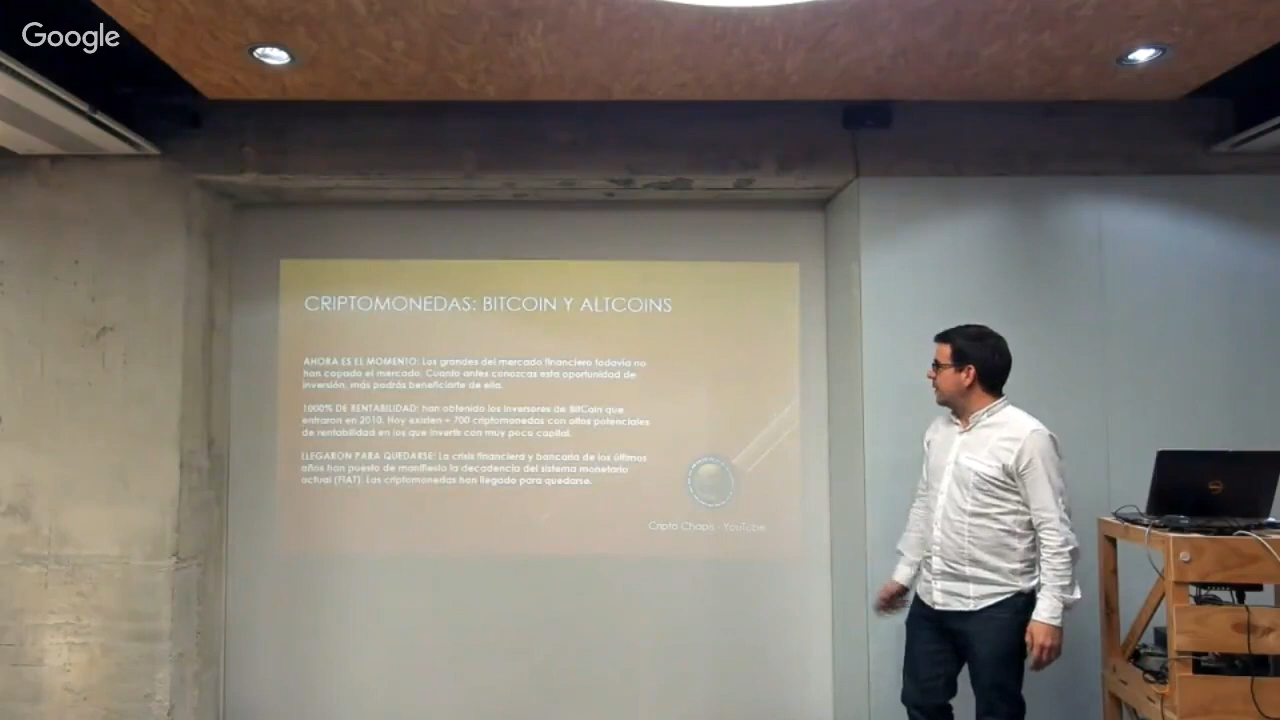 Google
CRIPTOMONEDAS: BITCOIN Y ALTCOINS
AHORA ES EL MOMENTO: Los grandes del mercado financiero todavía no
han copado el mercado. Cuanto antes conozcas esta oportunidad de
inversión, más podrás beneficiarte de ella.
1000% DE RENTABILIDAD: han obtenido los inversores de BitCoin que
entraron en 2010. Hoy existen + 700 criptomonedas con altos potenciales
de rentabilidad en los que invertir con muy poco capital.
LLEGARON PARA QUEDARSE: La crisis financiera y bancaria de los últimos
años han puesto de manifiesto la decadencia del sistema monetario
actual (FIAT). Las criptomonedas han llegado para quedarse.
Cripto Chapis - YouTube